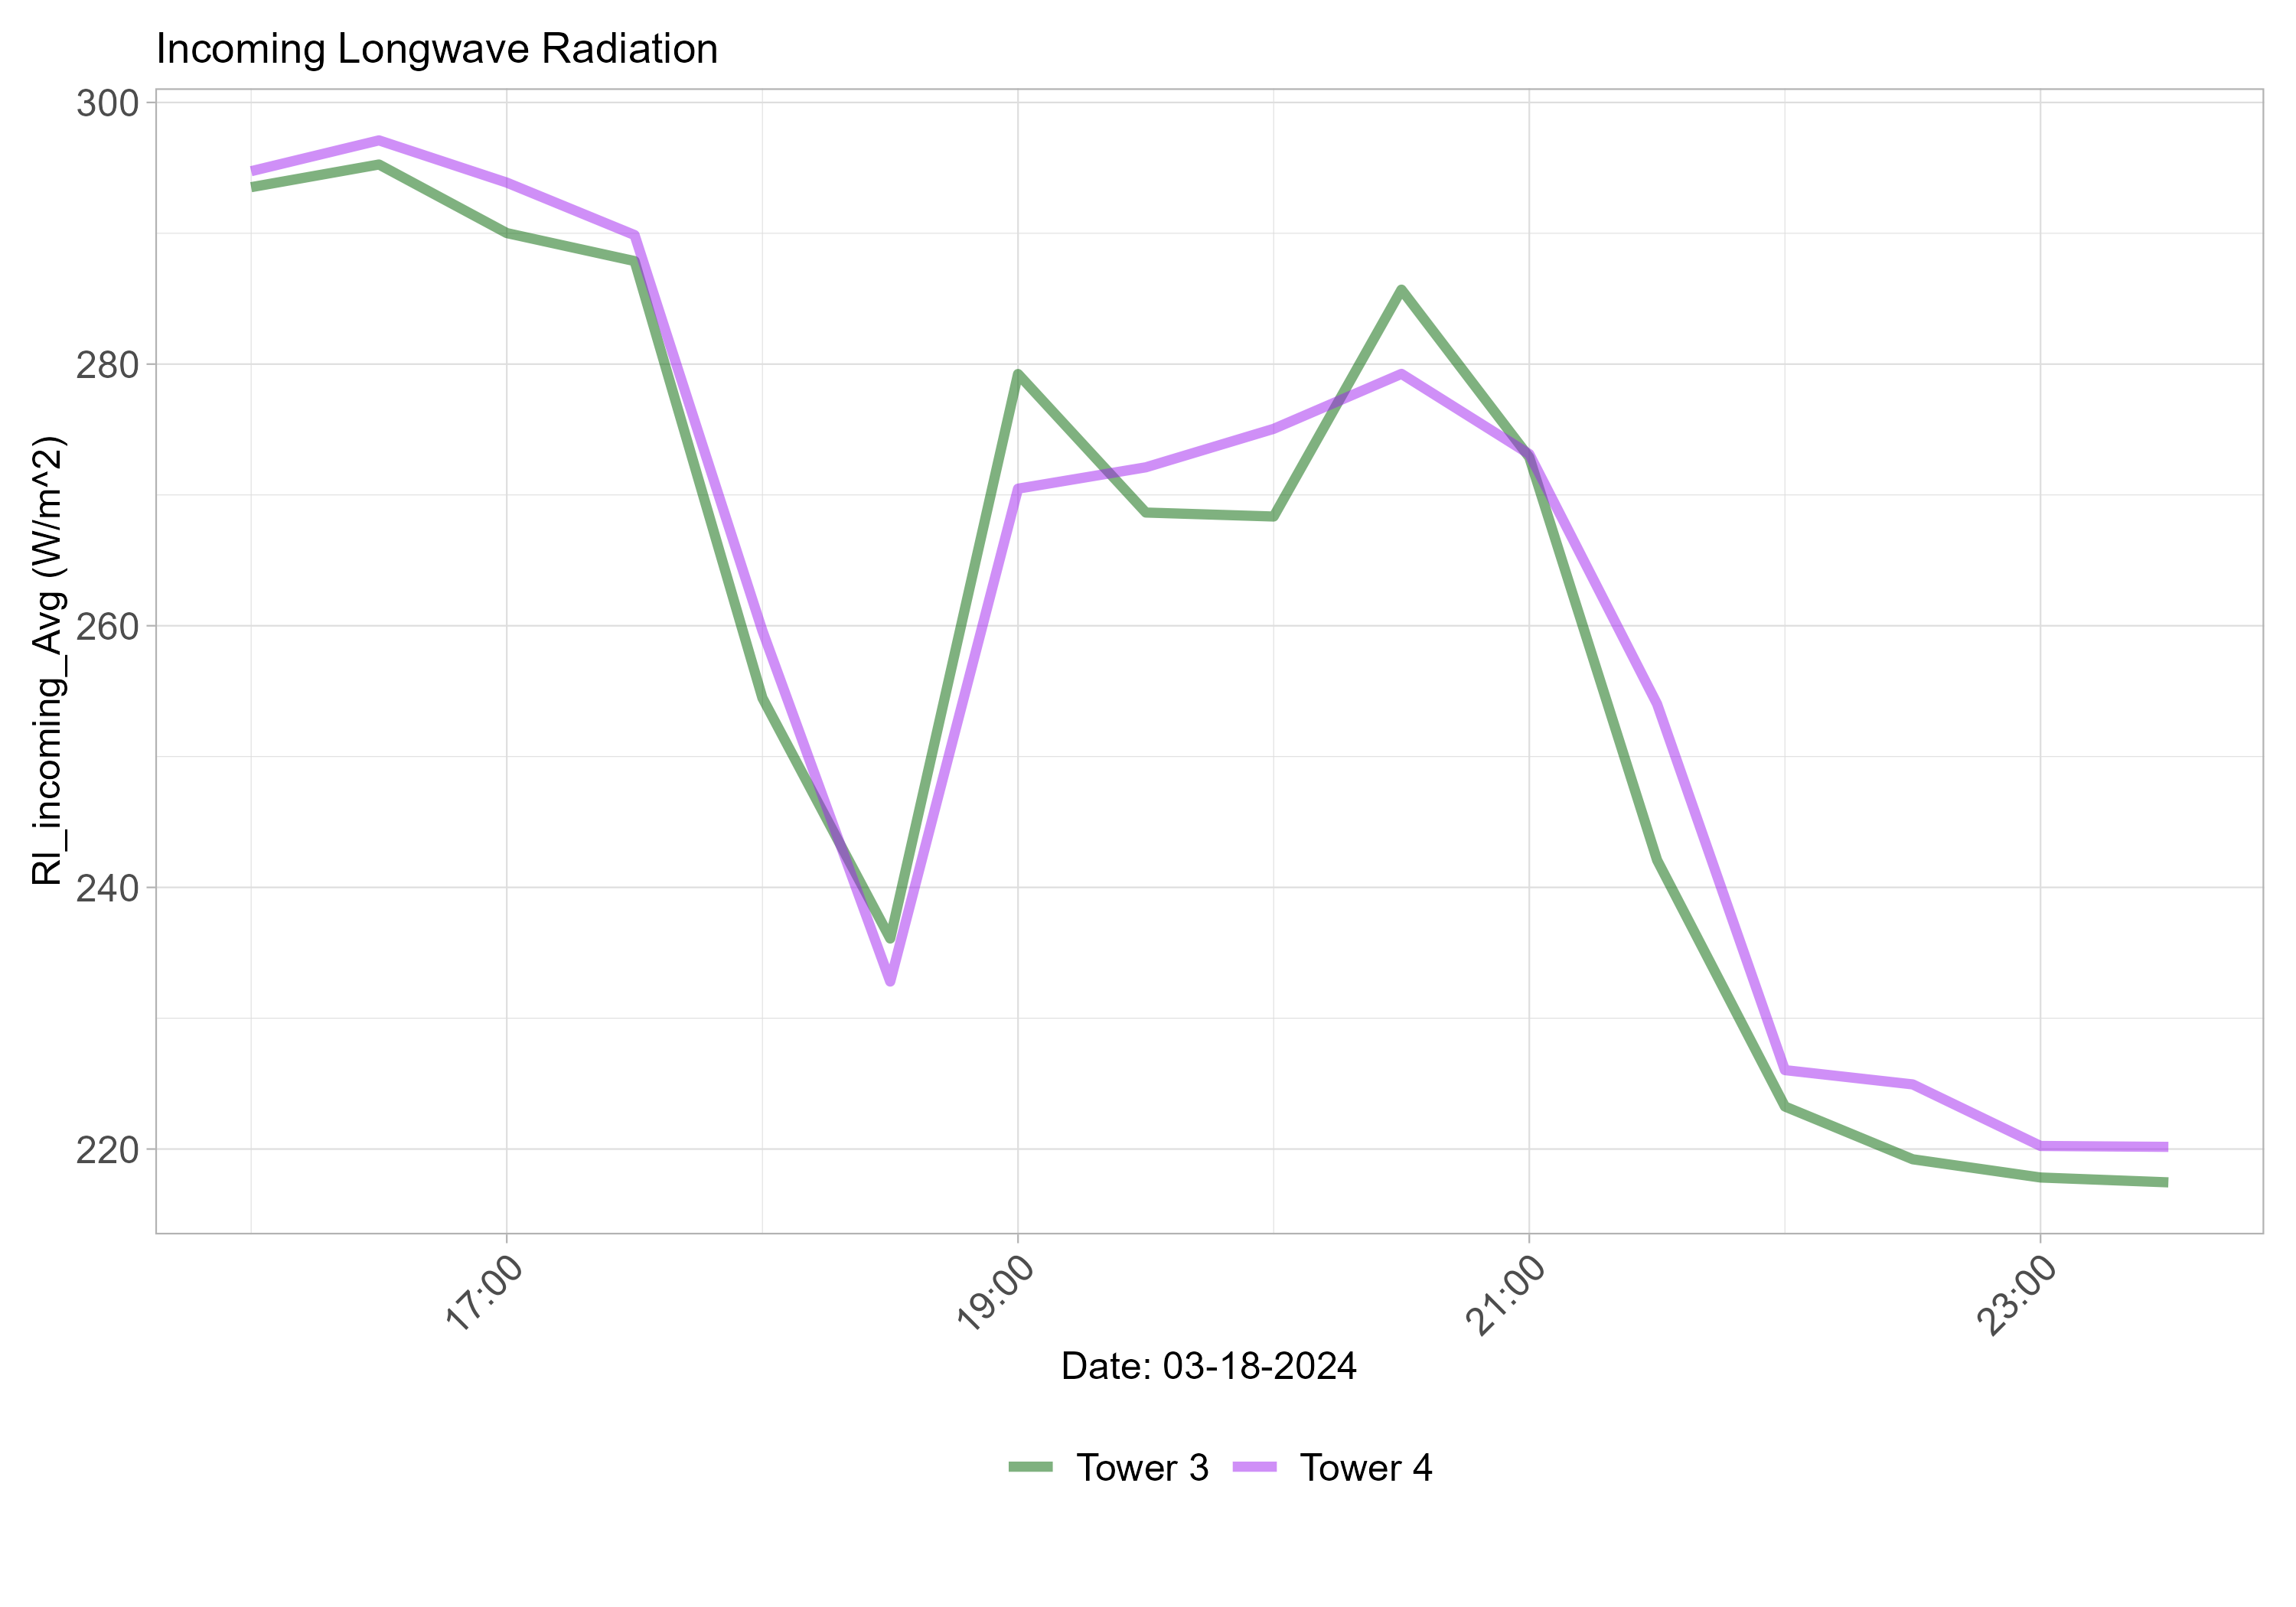 Incoming Longwave Radiation
Rl_incoming_Avg (W/m^2)
300
280
260
240
220
17:00
19:00
21:00
23:00
Date: 03-18-2024
Tower 3
Tower 4